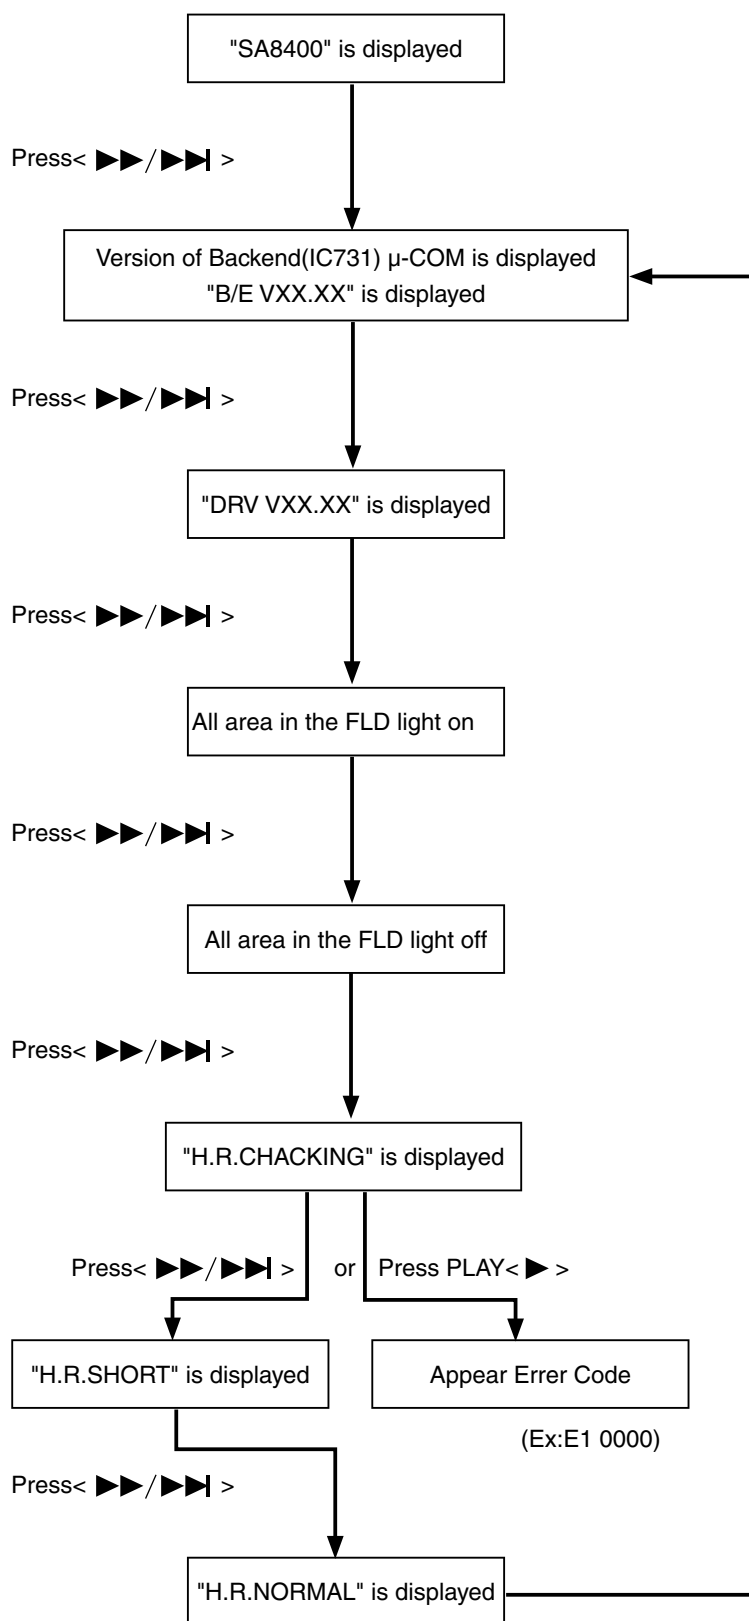 "SA8400" is displayed
Press< ▶▶/▶▶| >
Version of Backend(IC731) µ-COM is displayed
"B/E VXX.XX" is displayed
Press< ▶▶/▶▶| >
"DRV VXX.XX" is displayed
Press< ▶▶/▶▶| >
All area in the FLD light on
Press< ▶▶/▶▶| >
All area in the FLD light off
Press< ▶▶/▶▶| >
"H.R.CHACKING" is displayed
Press< ▶▶/▶▶| > or Press PLAY< ▶ >
"H.R.SHORT" is displayed
Appear Errer Code
(Ex:E1 0000)
Press< ▶▶/▶▶| >
"H.R.NORMAL" is displayed